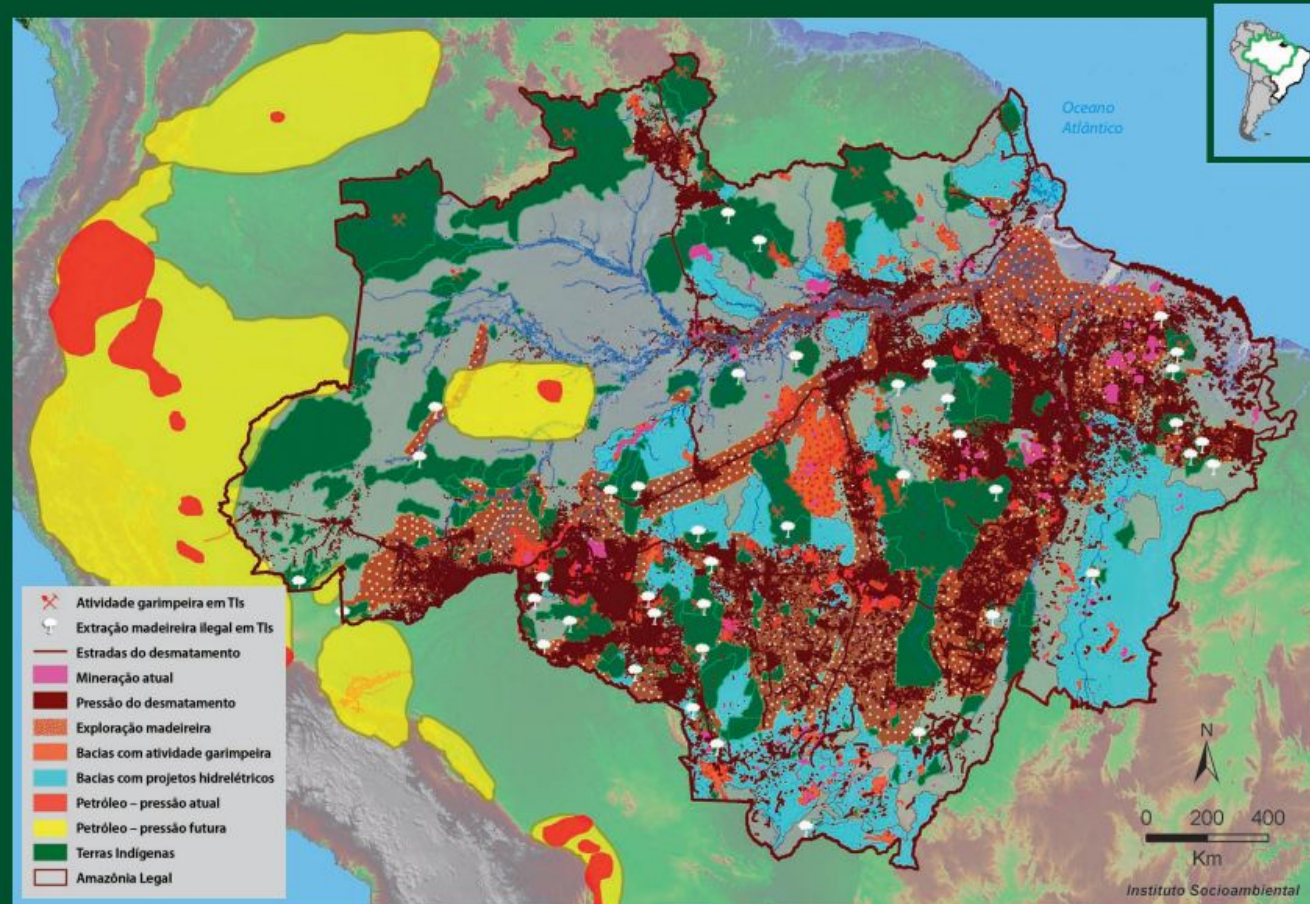 Oceano
Atlântico
Atividade garimpeira em TIs
Extração madeireira ilegal em TIs
Estradas do desmatamento
Mineração atual
Pressão do desmatamento
Exploração madeireira
Bacias com atividade garimpeira
Bacias com projetos hidrelétricos
Petróleo – pressão atual
Petróleo – pressão futura
Terras Indígenas
Amazônia Legal
N
0 200 400
Km
Instituto Socioambiental